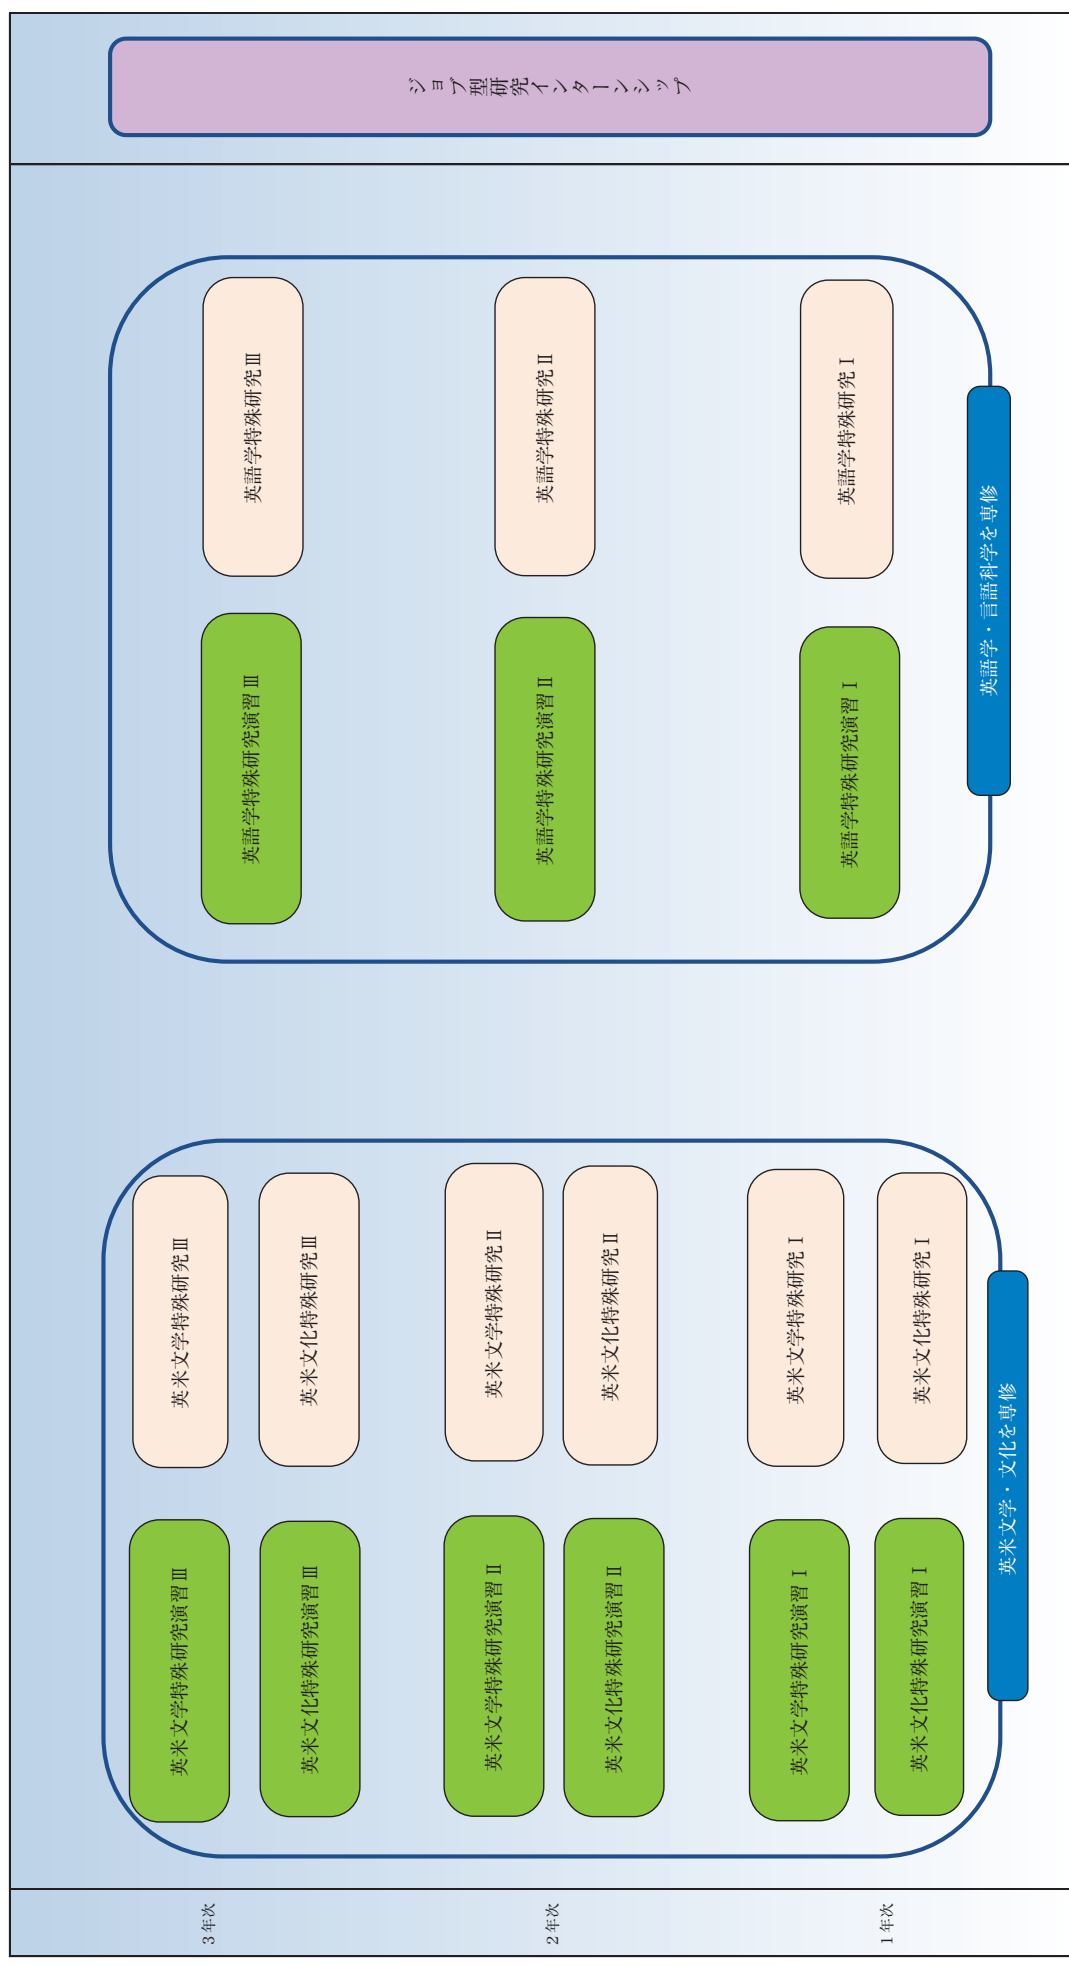 3年次
2年次
1年次
英米文学特殊研究演習Ⅲ
英米文学特殊研究Ⅲ
英米文化特殊研究演習Ⅲ
英米文化特殊研究Ⅲ
英米文学特殊研究演習Ⅱ
英米文学特殊研究Ⅱ
英米文化特殊研究演習Ⅱ
英米文化特殊研究Ⅱ
英米文学特殊研究演習Ⅰ
英米文学特殊研究Ⅰ
英米文化特殊研究演習Ⅰ
英米文化特殊研究Ⅰ
英米文学・文化を専修
英語学特殊研究演習Ⅲ
英語学特殊研究Ⅲ
英語学特殊研究演習Ⅱ
英語学特殊研究Ⅱ
英語学特殊研究演習Ⅰ
英語学特殊研究Ⅰ
英語学・言語科学を専修
ジョブ型研究インターンシップ